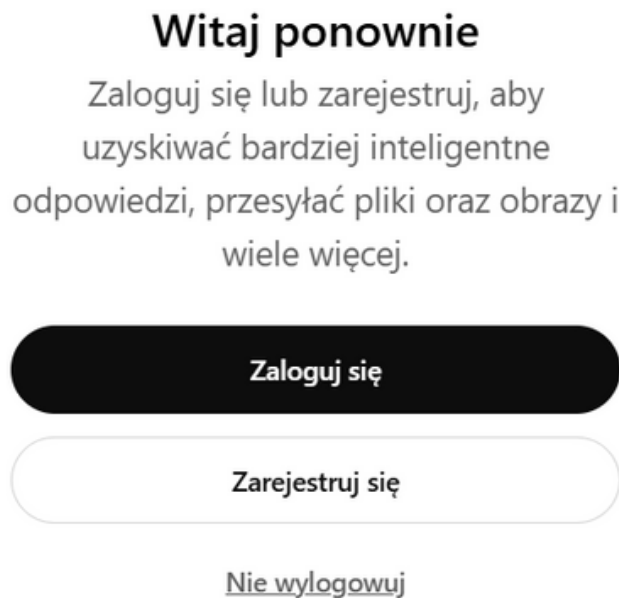 Witaj ponownie
Zaloguj się lub zarejestruj, aby
uzyskiwać bardziej inteligentne
odpowiedzi, przesyłać pliki oraz obrazy i
wiele więcej.
Zaloguj się
Zarejestruj się
Nie wylogowuj